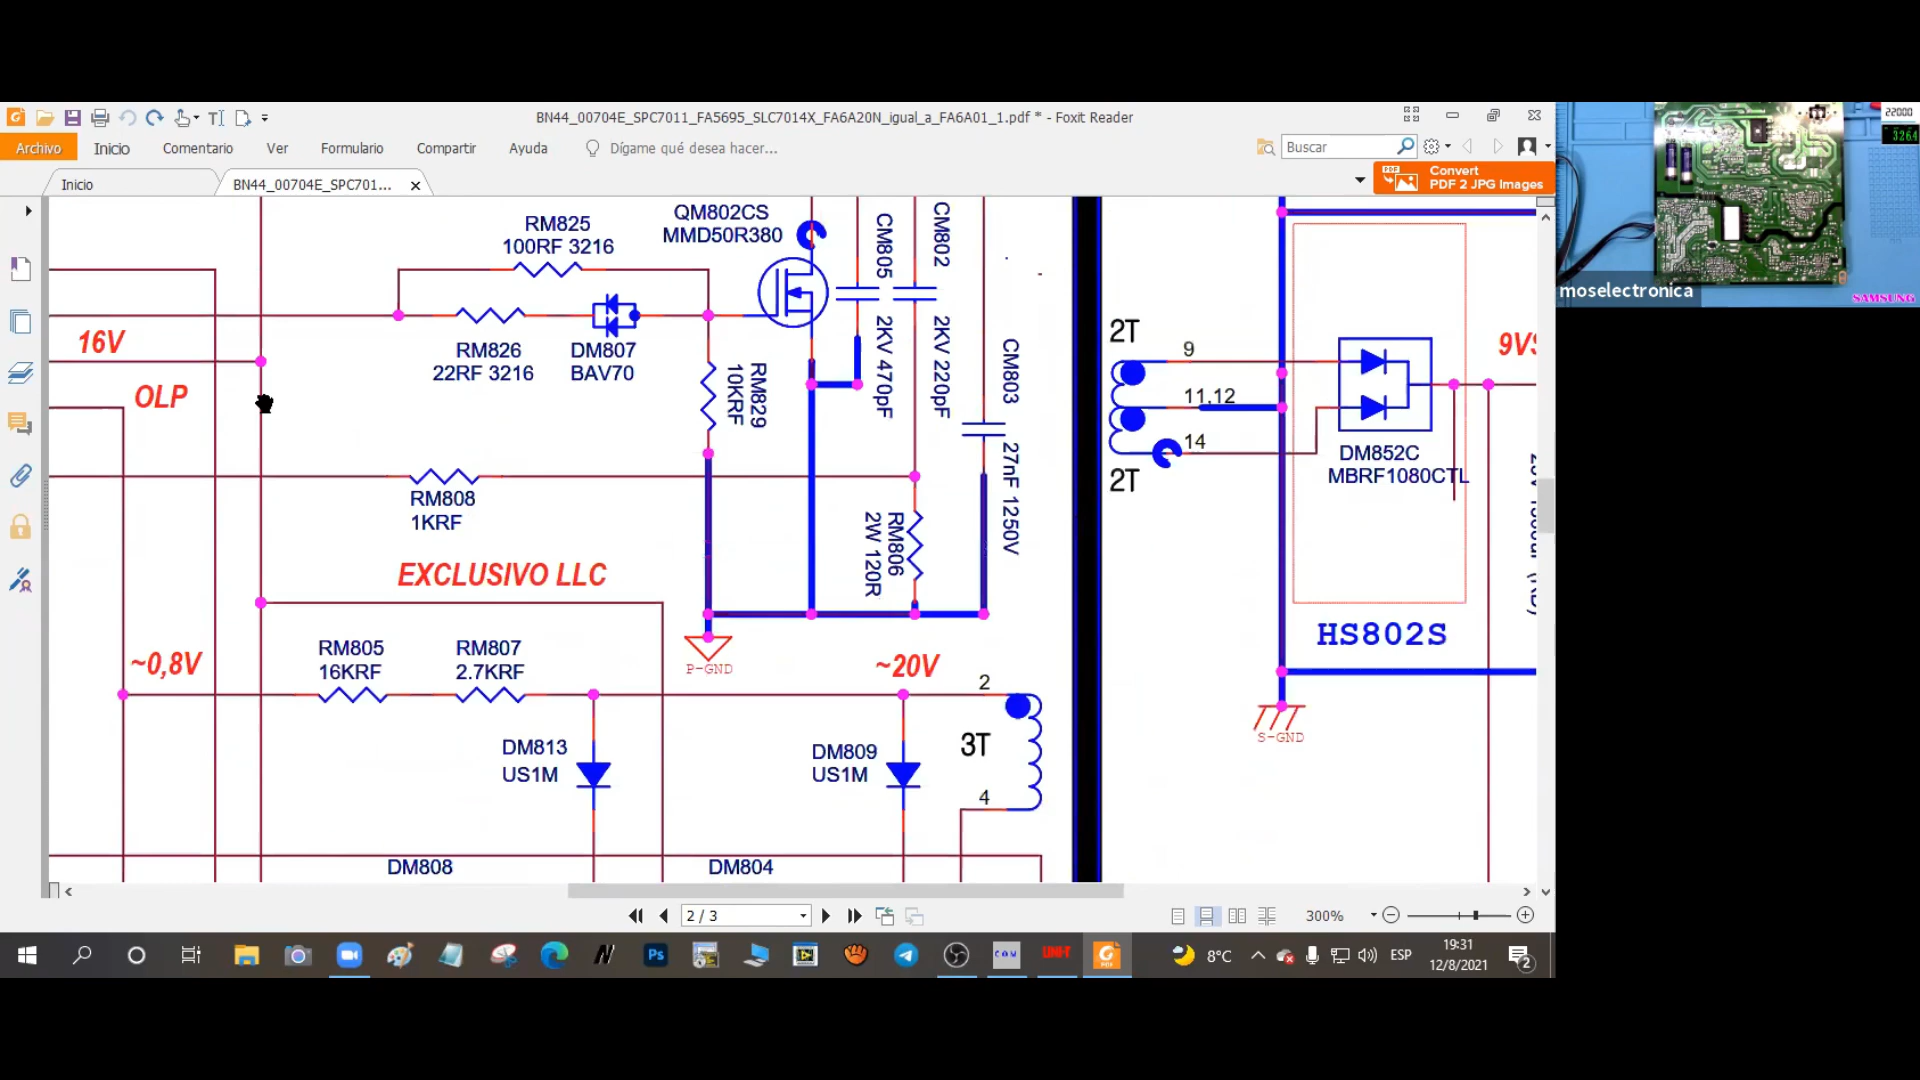 BN44_00704E_SPC7011_FA5695_SLC7014X_FA6A20N_igual_a_FA6A01_1.pdf * - Foxit Reader
Archivo
Inicio
Comentario
Ver
Formulario
Compartir
Ayuda
Dígame qué desea hacer...
Buscar
Inicio
BN44_00704E_SPC701...
Convert
PDF 2 JPG Images
22000
moselectronica
SAMSUNG
RM825
100RF 3216
QM802CS
MMD50R380
CM805
2KV 470pF
CM802
2KV 220pF
16V
RM826
22RF 3216
DM807
BAV70
RM829
10KRF
CM803
27nF 1250V
OLP
RM808
1KRF
RM806
2W 120R
EXCLUSIVO LLC
P-GND
~0,8V
RM805
16KRF
RM807
2.7KRF
~20V
2
3T
4
DM813
US1M
DM809
US1M
DM808
DM804
2T
9
11,12
14
2T
DM852C
MBRF1080CTL
HS802S
S-GND
2 / 3
300%
8°C
ESP
19:31
12/8/2021
2